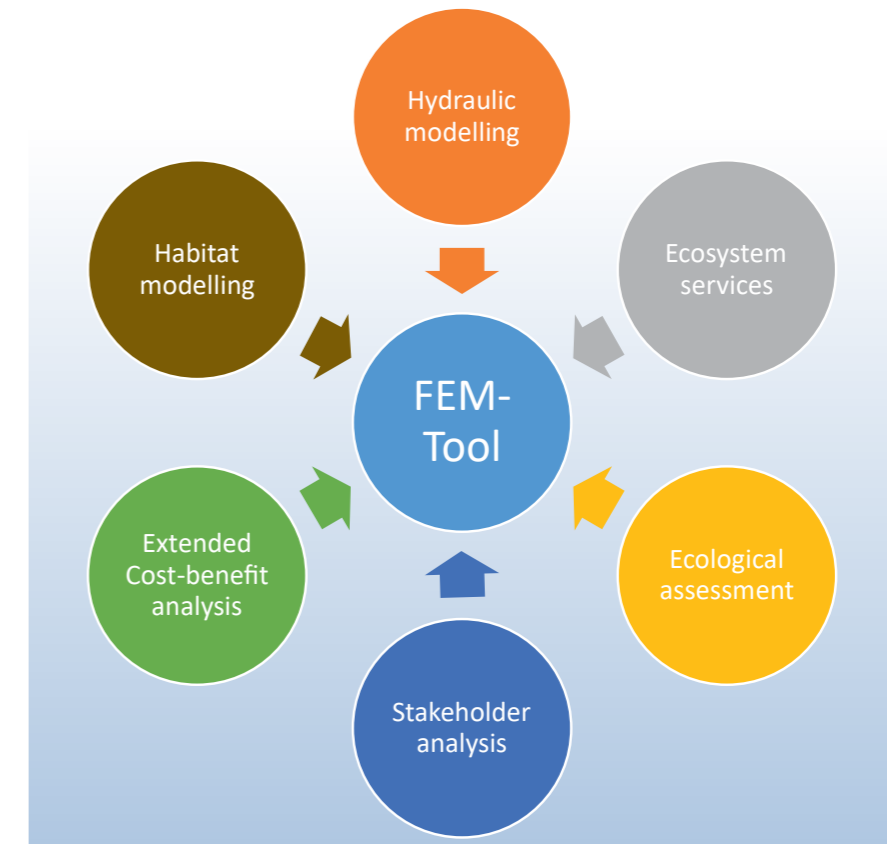 Hydraulic
modelling
Habitat
modelling
Ecosystem
services
FEM-
Tool
Extended
Cost-benefit
analysis
Ecological
assessment
Stakeholder
analysis